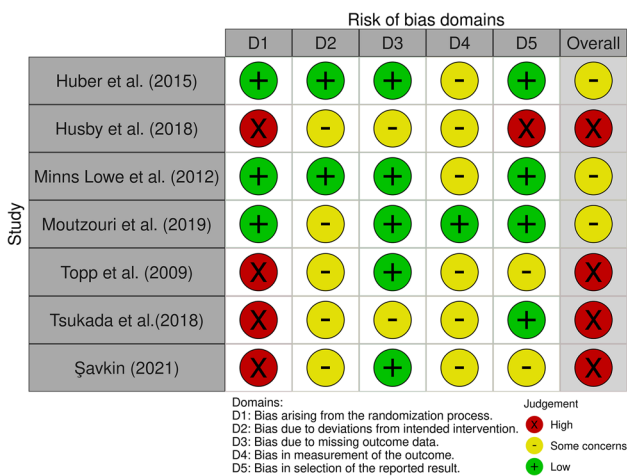 Risk of bias domains
D1 D2 D3 D4 D5 Overall
Study
Huber et al. (2015) + + + - + -
Husby et al. (2018) X - - - X X
Minns Lowe et al. (2012) + + + - + -
Moutzouri et al. (2019) + - + + + -
Topp et al. (2009) X - + - - X
Tsukada et al.(2018) X - - - + X
Şavkin (2021) X - + - - X
Domains:
D1: Bias arising from the randomization process.
D2: Bias due to deviations from intended intervention.
D3: Bias due to missing outcome data.
D4: Bias in measurement of the outcome.
D5: Bias in selection of the reported result.
Judgement
X High
- Some concerns
+ Low